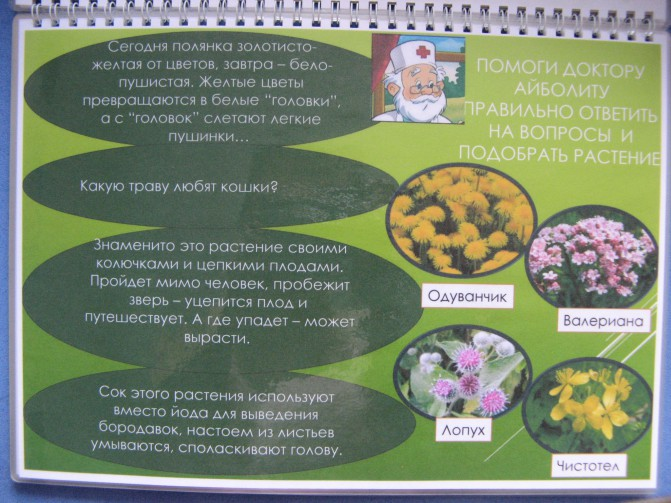 Сегодня полянка золотисто-
желтая от цветов, завтра – бело-
пушистая. Желтые цветы
превращаются в белые "головки",
а с "головок" слетают легкие
пушинки...
ПОМОГИ ДОКТОРУ
АЙБОЛИТУ
ПРАВИЛЬНО ОТВЕТИТЬ
НА ВОПРОСЫ И
ПОДОБРАТЬ РАСТЕНИЕ
Какую траву любят кошки?
Знаменито это растение своими
колючками и цепкими плодами.
Пройдет мимо человек, пробежит
зверь – уцепится плод и
путешествует. А где упадет – может
вырасти.
Сок этого растения используют
вместо йода для выведения
бородавок, настоем из листьев
умываются, споласкивают голову.
Одуванчик
Валериана
Лопух
Чистотел